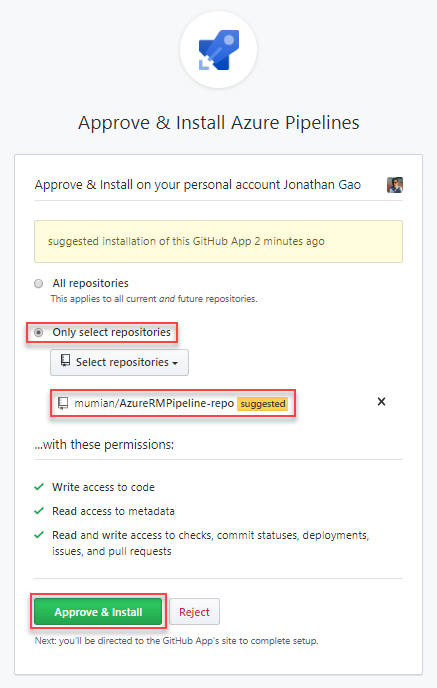 Approve & Install Azure Pipelines
Approve & Install on your personal account Jonathan Gao
suggested installation of this GitHub App 2 minutes ago
All repositories
This applies to all current and future repositories.
Only select repositories
Select repositories
mumian/AzureRMPipeline-repo suggested
...with these permissions:
Write access to code
Read access to metadata
Read and write access to checks, commit statuses, deployments,
issues, and pull requests
Approve & Install Reject
Next: you'll be directed to the GitHub App's site to complete setup.